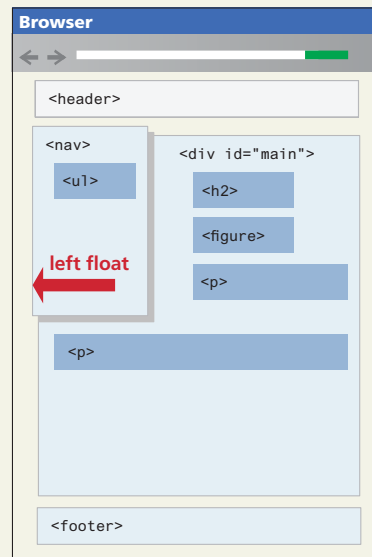 Browser
<header>
<nav>
<ul>
left float
<div id="main">
<h2>
<figure>
<p>
<p>
<footer>